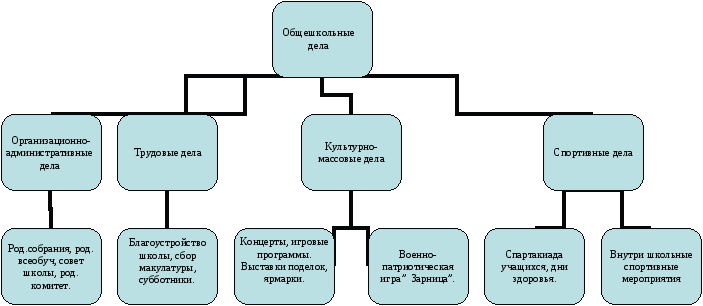 Общешкольные
дела
Организационно-
административные
дела
Трудовые дела
Культурно-
массовые дела
Спортивные дела
Род.собрания, род.
всеобуч, совет
школы, род.
комитет.
Благоустройство
школы, сбор
макулатуры,
субботники.
Концерты, игровые
программы.
Выставки поделок,
ярмарки.
Военно-
патриотическая
игра” Зарница”.
Спартакиада
учащихся, дни
здоровья.
Внутри школьные
спортивные
мероприятия